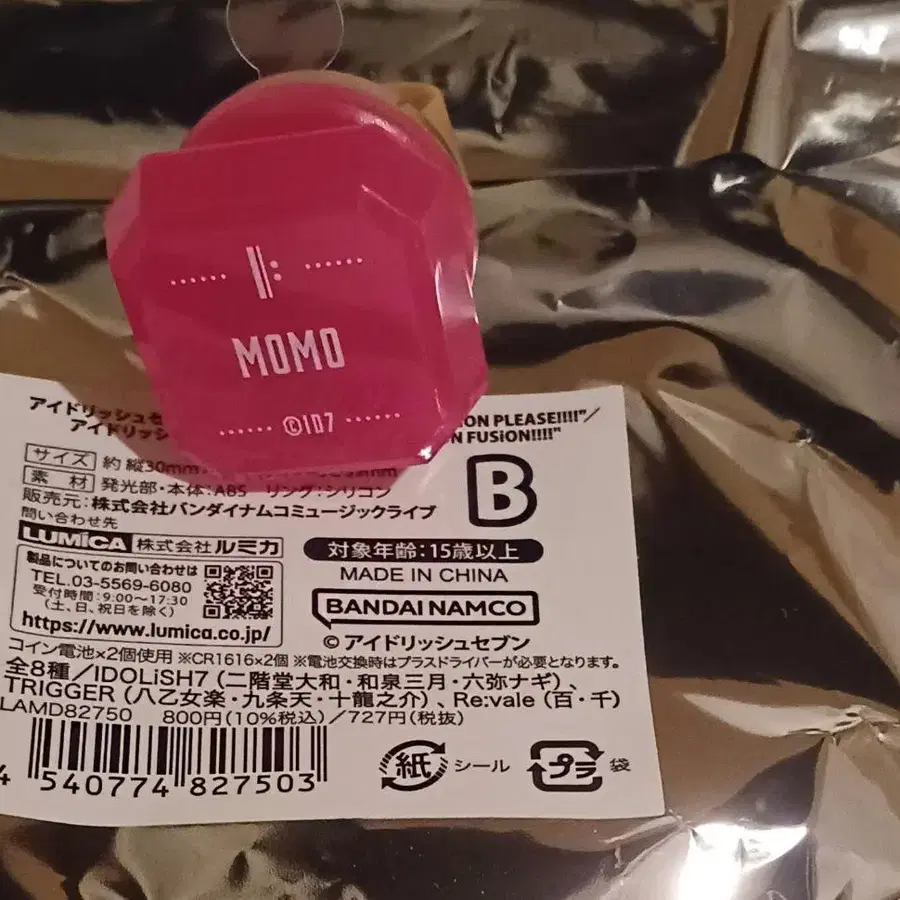 MOMO
©ID7
アイドリッシュセ ON PLEASE!!!!"/
アイドリッシ N FUSiON!!!!"
サイズ 約 縦30mm
素材 発光部・本体:ABS リング:シリコン
販売元:株式会社バンダイナムコミュージックライブ
B
問い合わせ先
LUMiCA 株式会社ルミカ
対象年齢:15歳以上
製品についてのお問い合わせは
TEL.03-5569-6080
受付時間:9:00〜17:30
(土、日、祝日を除く)
https://www.lumica.co.jp/
MADE IN CHINA
BANDAI NAMCO
©アイドリッシュセブン
コイン電池×2個使用 ※CR1616×2個 ※電池交換時はプラスドライバーが必要となります。
全8種/IDOLiSH7(二階堂大和・和泉三月・六弥ナギ)、
TRIGGER(八乙女楽・九条天・十龍之介)、Re:vale(百・千)
LAMD82750 800円(10%税込)/727円(税抜)
4 540774 827503
紙 シール
プラ 袋